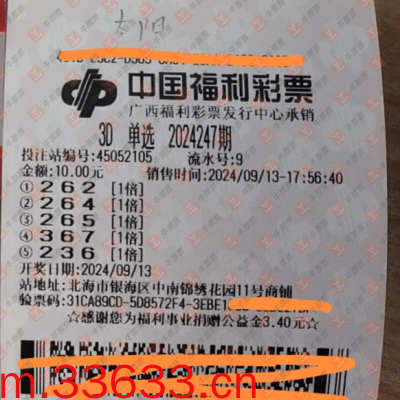 中国福利彩票
广西福利彩票发行中心承销
3D 单选 2024247期
投注站编号:45052105 流水号:9
金额:10.00元 销售时间:2024/09/13-17:56:40
①262 [1倍]
②264 [1倍]
③265 [1倍]
④367 [1倍]
⑤236 [1倍]
开奖日期:2024/09/13
站地址:北海市银海区中南锦绣花园11号商铺
验票码:31CA89CD-5D8572F4-3EBE
☆感谢您为福利事业捐赠公益金3.40元☆
m.33633.cn